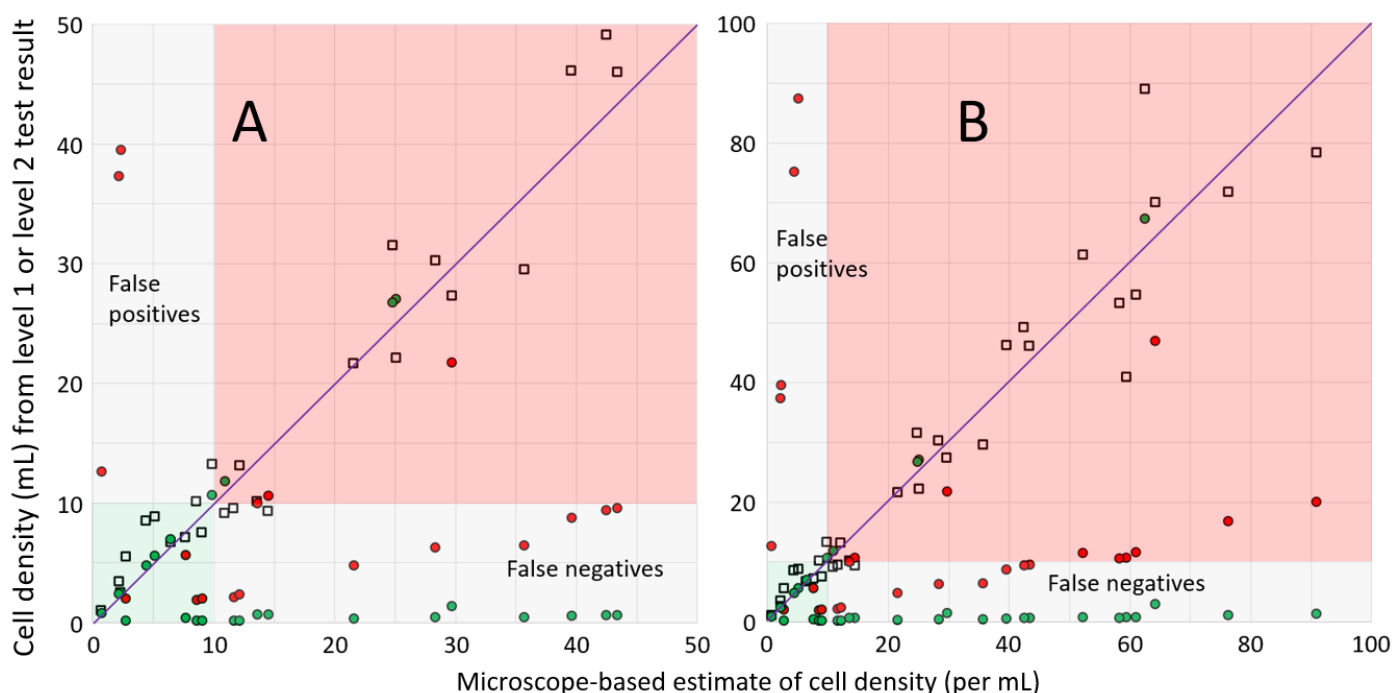 Cell density (mL) from level 1 or level 2 test result
50
40
30
20
10
0
A
False
positives
False negatives
0
10
20
30
40
50
100
80
60
40
20
0
B
False
positives
False negatives
0
20
40
60
80
100
Microscope-based estimate of cell density (per mL)